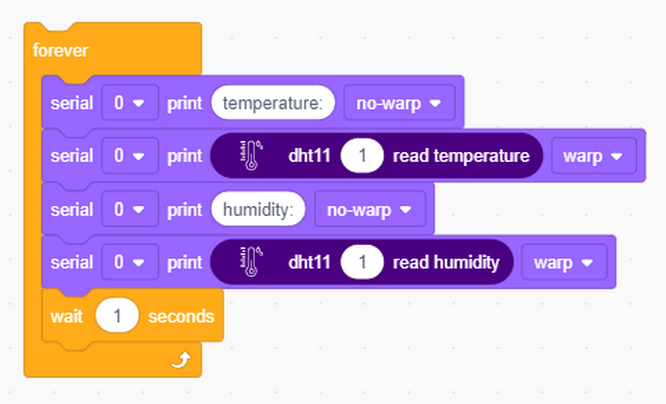 forever
serial 0 print temperature: no-warp
serial 0 print dht11 1 read temperature warp
serial 0 print humidity: no-warp
serial 0 print dht11 1 read humidity warp
wait 1 seconds